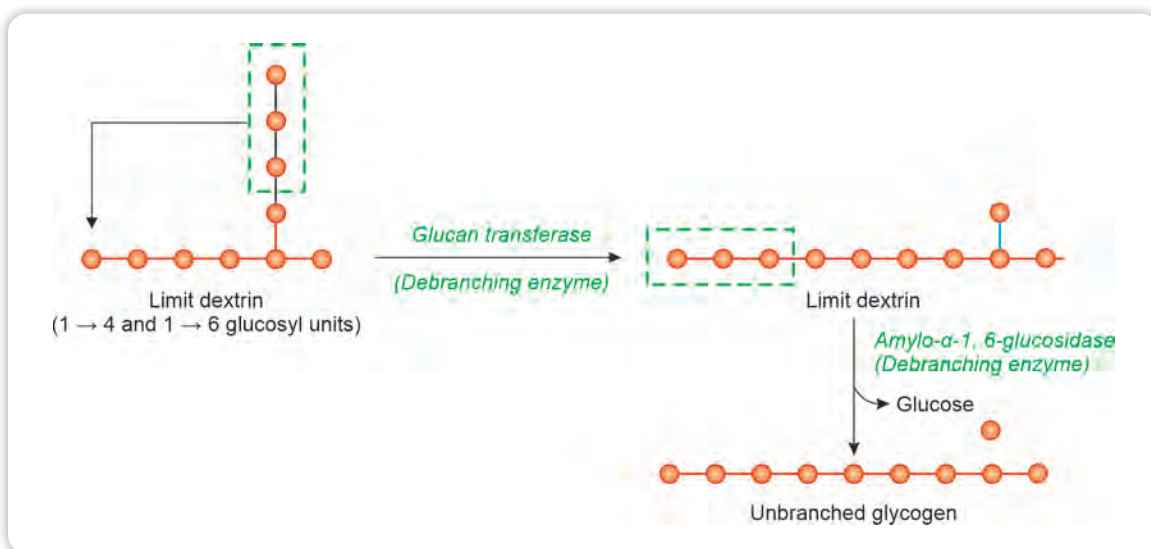 Glucan transferase
(Debranching enzyme)
Limit dextrin
(1 → 4 and 1 → 6 glucosyl units)
Limit dextrin
Amylo-α-1, 6-glucosidase
(Debranching enzyme)
Glucose
Unbranched glycogen